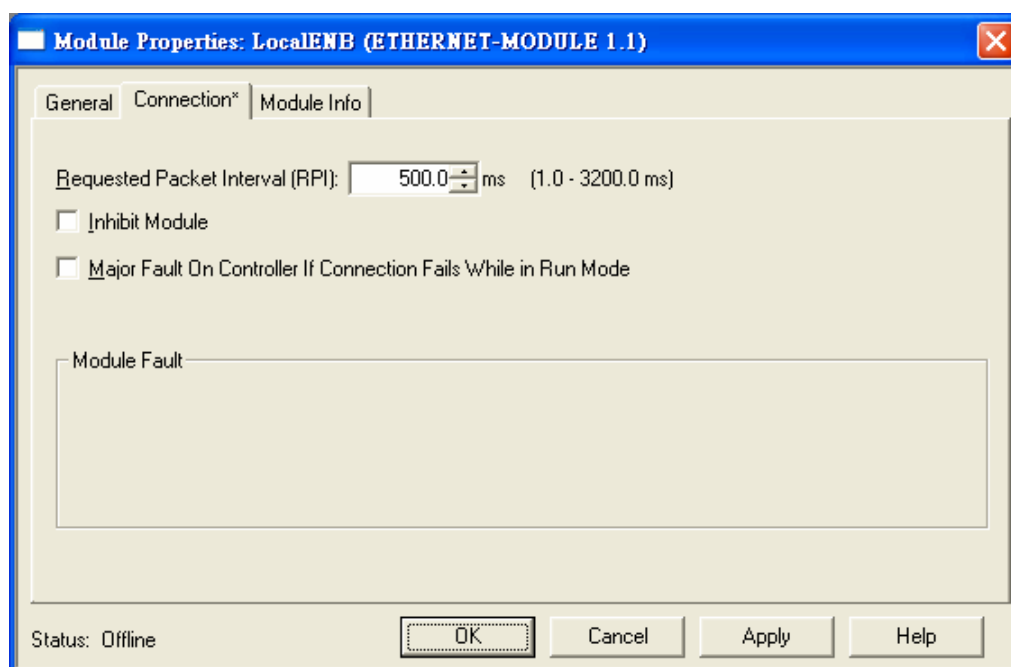 Module Properties: LocalENB (ETHERNET-MODULE 1.1)
General Connection* Module Info
Requested Packet Interval (RPI): 500.0 ms (1.0 - 3200.0 ms)
Inhibit Module
Major Fault On Controller If Connection Fails While in Run Mode
Module Fault
Status: Offline OK Cancel Apply Help